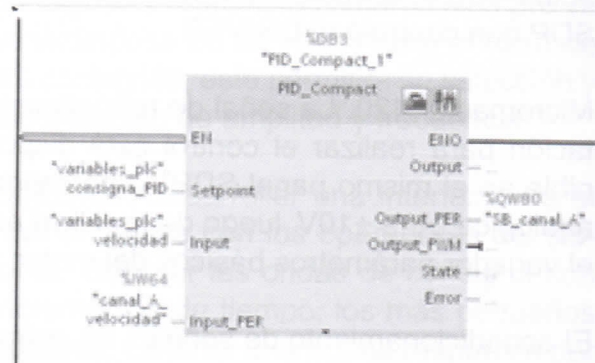 %DB3
"PID_Compact_1"
PID_Compact
EN
ENO
Output
"variables_plc"
consigna_PID
Setpoint
%QW80
Output_PER
"SB_canal_A"
"variables_plc"
velocidad
Input
Output_PWM
%IW64
State
"canal_A_
velocidad"
Input_PER
Error